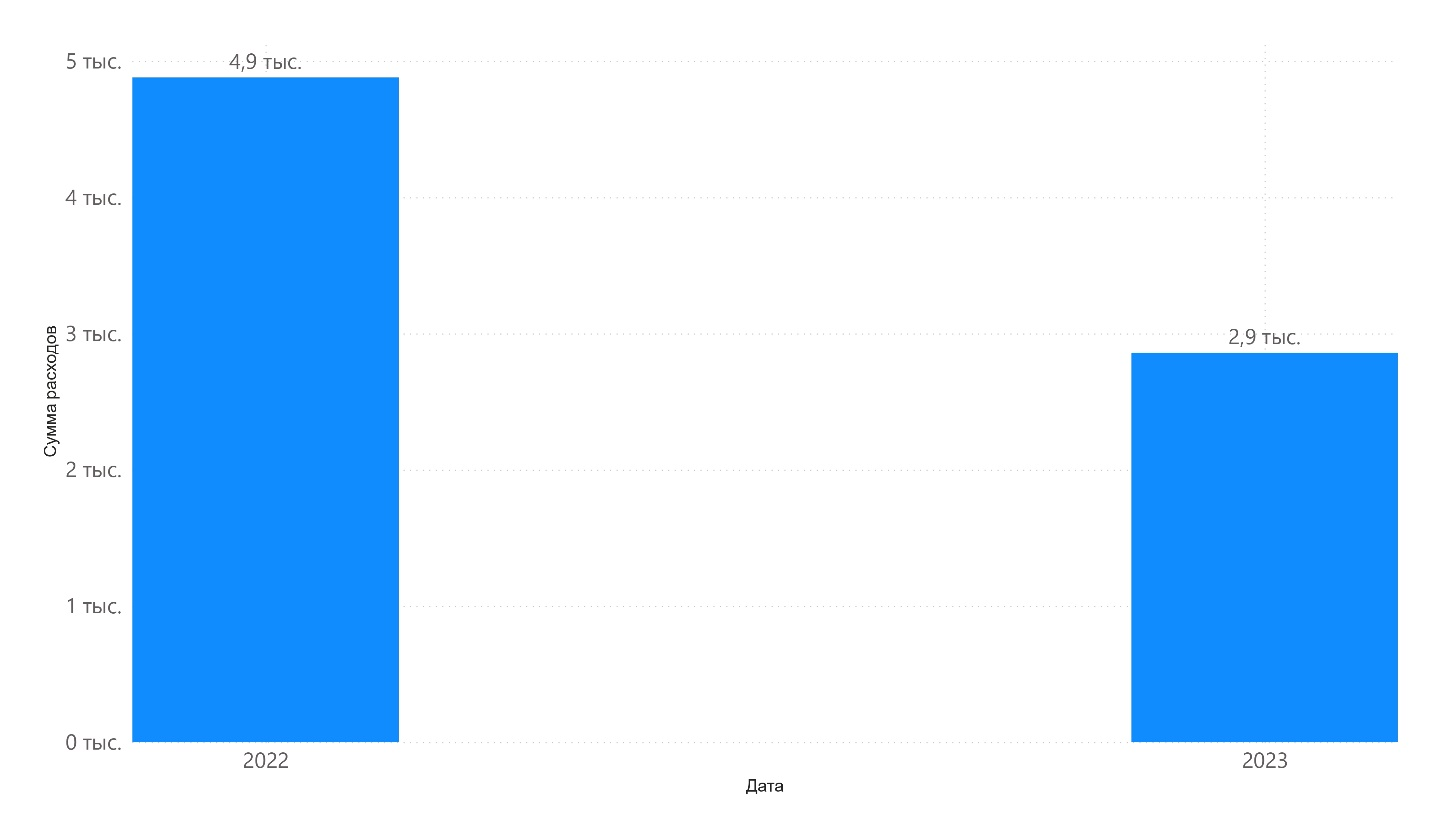 5 тыс.
4,9 тыс.
4 тыс.
3 тыс.
2,9 тыс.
Сумма расходов
2 тыс.
1 тыс.
0 тыс.
2022
2023
Дата